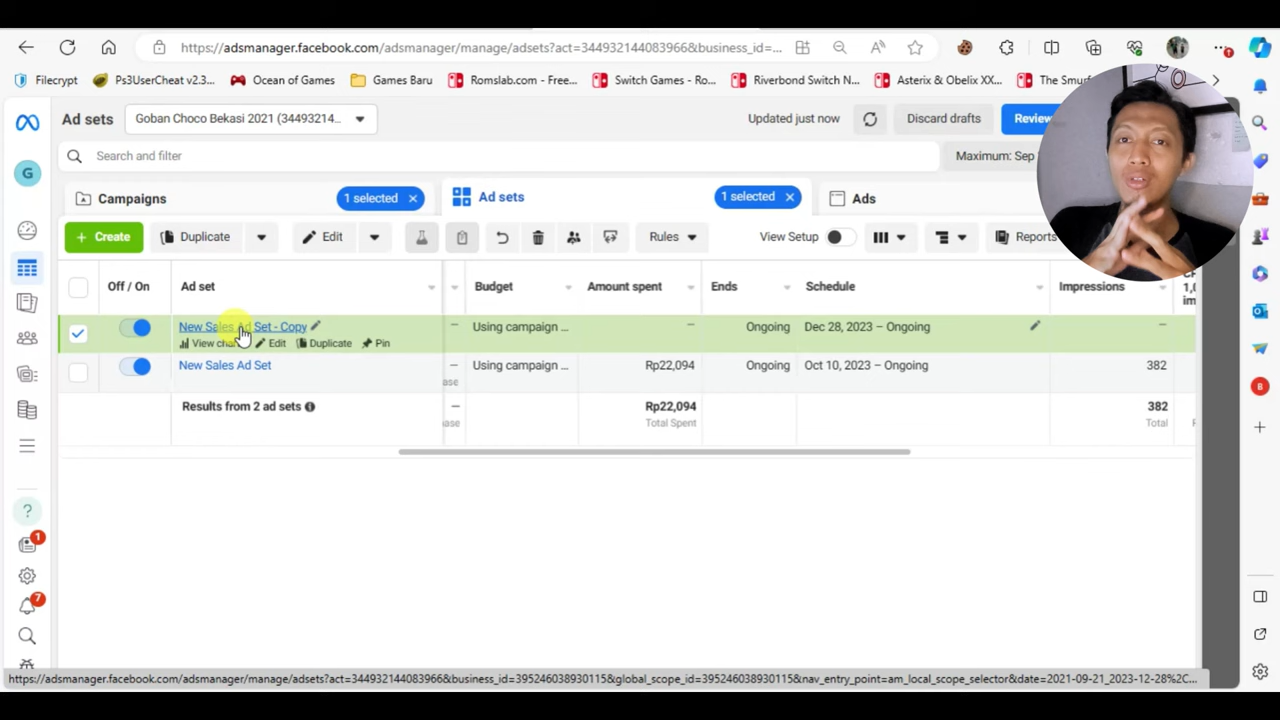 https://adsmanager.facebook.com/adsmanager/manage/adsets?act=344932144083966&business_id=...
Filecrypt
Ps3UserCheat v2.3...
Ocean of Games
Games Baru
Romslab.com - Free...
Switch Games - Ro...
Riverbond Switch N...
Asterix & Obelix XX...
The Smurf
Ad sets
Goban Choco Bekasi 2021 (34493214...
Updated just now
Discard drafts
Review
G
Search and filter
Maximum: Sep
Campaigns
1 selected
Ad sets
1 selected
Ads
+ Create
Duplicate
Edit
Rules
View Setup
Reports
Off / On
Ad set
Budget
Amount spent
Ends
Schedule
Impressions
New Sales Ad Set - Copy
—
Using campaign ...
—
Ongoing
Dec 28, 2023 – Ongoing
—
View cha
Edit
Duplicate
Pin
New Sales Ad Set
—
Using campaign ...
Rp22,094
Ongoing
Oct 10, 2023 – Ongoing
382
Results from 2 ad sets
—
Rp22,094
382
Total Spent
Total
1
7
B
https://adsmanager.facebook.com/adsmanager/manage/adsets?act=344932144083966&business_id=395246038930115&global_scope_id=395246038930115&nav_entry_point=am_local_scope_selector&date=2021-09-21_2023-12-28%2C...